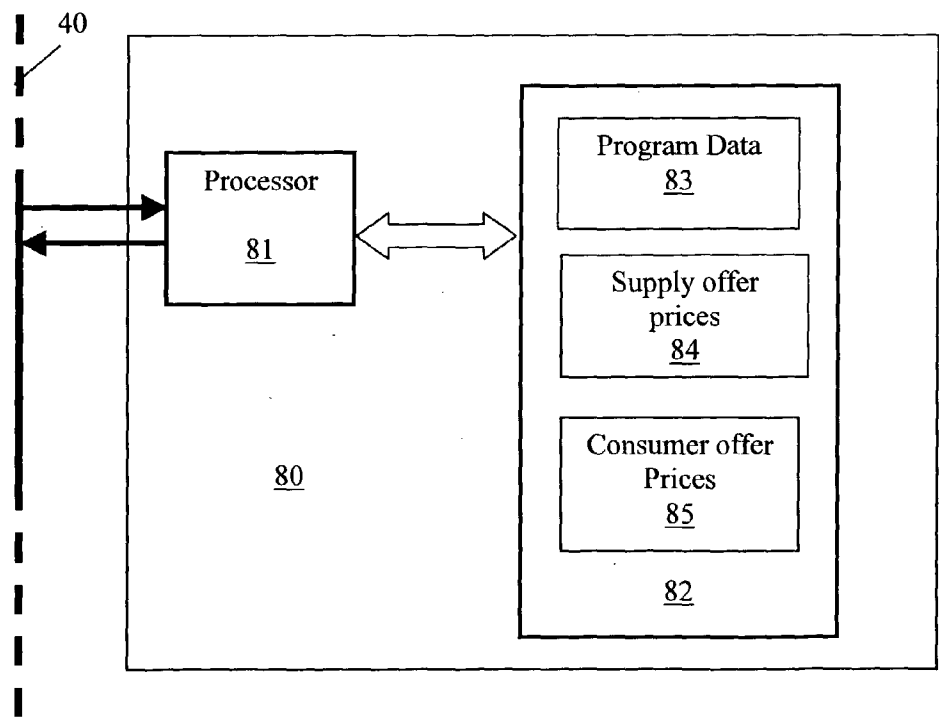 40
Processor
81
Program Data
83
Supply offer
prices
84
Consumer offer
Prices
85
80
82